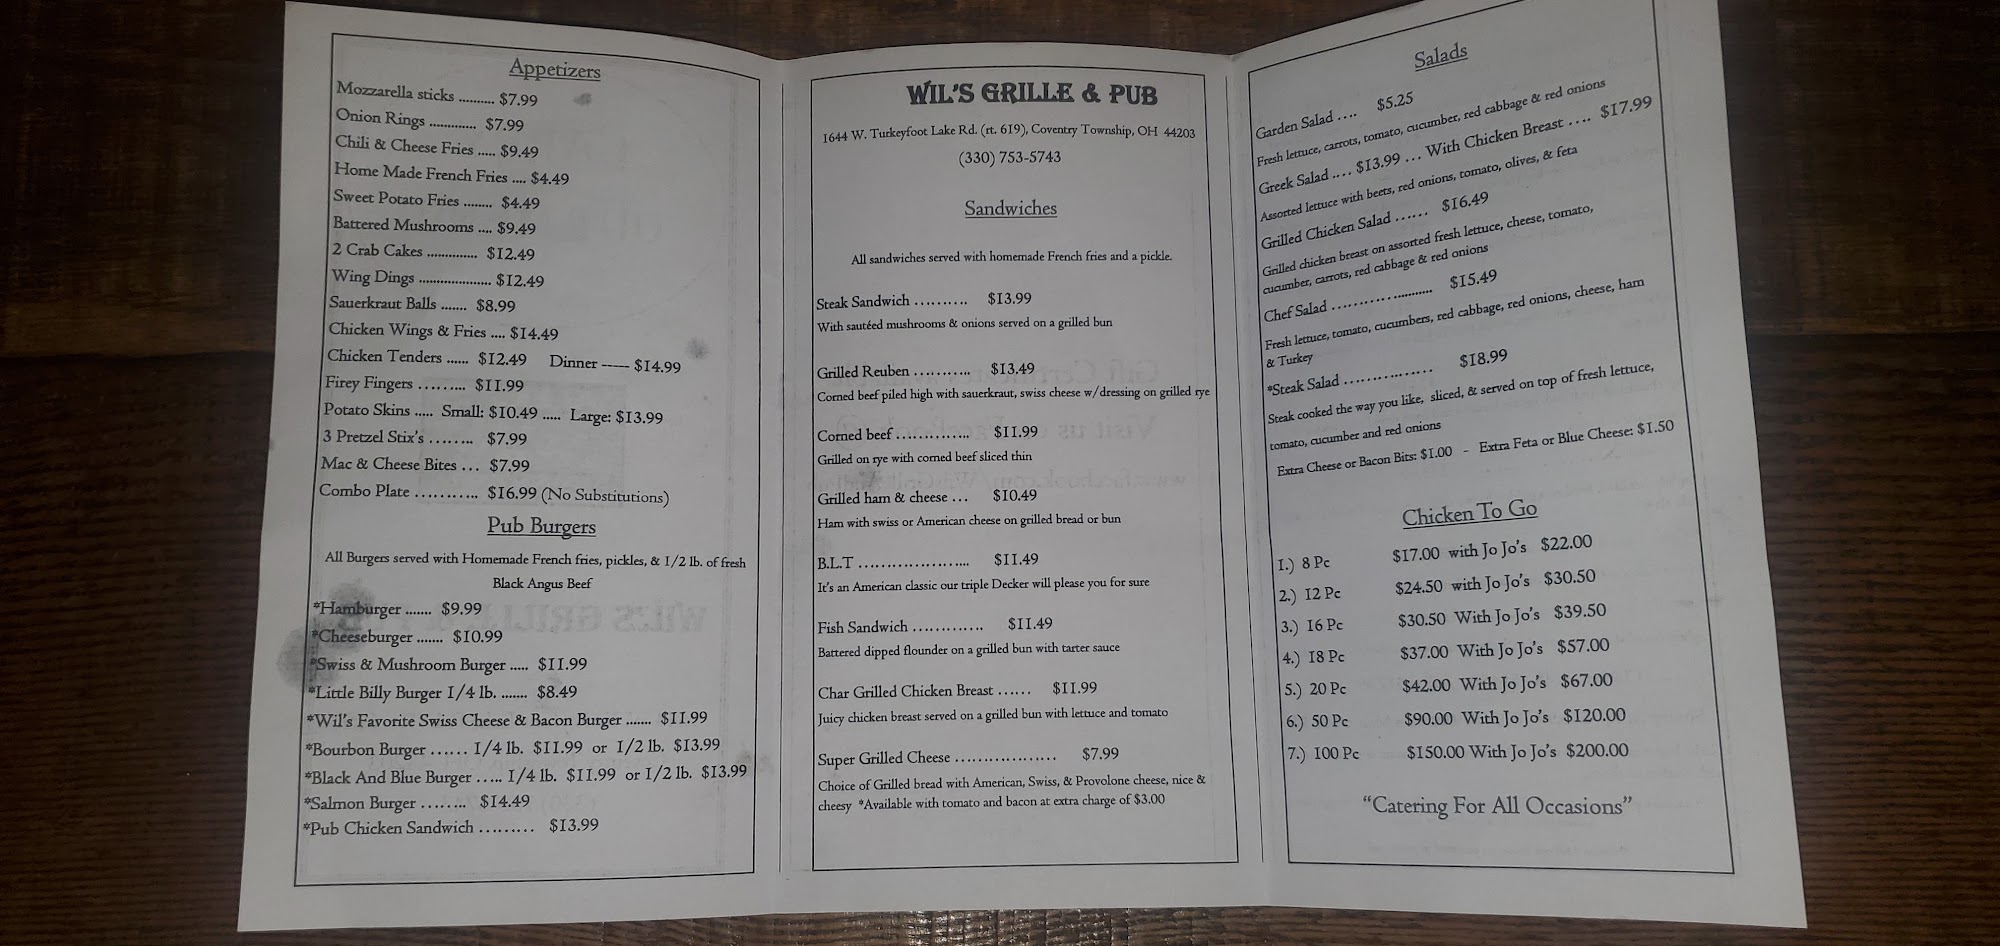 Appetizers
Mozzarella sticks .......... $7.99
Onion Rings ............. $7.99
Chili & Cheese Fries ..... $9.49
Home Made French Fries .... $4.49
Sweet Potato Fries ........ $4.49
Battered Mushrooms .... $9.49
2 Crab Cakes .............. $12.49
Wing Dings .................... $12.49
Sauerkraut Balls ....... $8.99
Chicken Wings & Fries .... $14.49
Chicken Tenders ...... $12.49 Dinner ----- $14.99
Firey Fingers ......... $11.99
Potato Skins ..... Small: $10.49 ..... Large: $13.99
3 Pretzel Stix's ........ $7.99
Mac & Cheese Bites ... $7.99
Combo Plate ........... $16.99 (No Substitutions)
Pub Burgers
All Burgers served with Homemade French fries, pickles, & 1/2 lb. of fresh
Black Angus Beef
*Hamburger ....... $9.99
*Cheeseburger ....... $10.99
*Swiss & Mushroom Burger ..... $11.99
*Little Billy Burger 1/4 lb. ....... $8.49
*Wil's Favorite Swiss Cheese & Bacon Burger ....... $11.99
*Bourbon Burger ...... 1/4 lb. $11.99 or 1/2 lb. $13.99
*Black And Blue Burger ..... 1/4 lb. $11.99 or 1/2 lb. $13.99
*Salmon Burger ........ $14.49
*Pub Chicken Sandwich ......... $13.99
WIL'S GRILLE & PUB
1644 W. Turkeyfoot Lake Rd. (rt. 619), Coventry Township, OH 44203
(330) 753-5743
Sandwiches
All sandwiches served with homemade French fries and a pickle.
Steak Sandwich .......... $13.99
With sautéed mushrooms & onions served on a grilled bun
Grilled Reuben ........... $13.49
Corned beef piled high with sauerkraut, swiss cheese w/dressing on grilled rye
Corned beef ............. $11.99
Grilled on rye with corned beef sliced thin
Grilled ham & cheese ... $10.49
Ham with swiss or American cheese on grilled bread or bun
B.L.T .................... $11.49
It's an American classic our triple Decker will please you for sure
Fish Sandwich ............. $11.49
Battered dipped flounder on a grilled bun with tarter sauce
Char Grilled Chicken Breast ...... $11.99
Juicy chicken breast served on a grilled bun with lettuce and tomato
Super Grilled Cheese .................. $7.99
Choice of Grilled bread with American, Swiss, & Provolone cheese, nice &
cheesy *Available with tomato and bacon at extra charge of $3.00
Salads
Garden Salad .... $5.25
Fresh lettuce, carrots, tomato, cucumber, red cabbage & red onions
Greek Salad .... $13.99 ... With Chicken Breast .... $17.99
Assorted lettuce with beets, red onions, tomato, olives, & feta
Grilled Chicken Salad ...... $16.49
Grilled chicken breast on assorted fresh lettuce, cheese, tomato,
cucumber, carrots, red cabbage & red onions
Chef Salad ..................... $15.49
Fresh lettuce, tomato, cucumbers, red cabbage, red onions, cheese, ham
& Turkey
*Steak Salad ................ $18.99
Steak cooked the way you like, sliced, & served on top of fresh lettuce,
tomato, cucumber and red onions
Extra Cheese or Bacon Bits: $1.00 - Extra Feta or Blue Cheese: $1.50
Chicken To Go
1.) 8 Pc $17.00 with Jo Jo's $22.00
2.) 12 Pc $24.50 with Jo Jo's $30.50
3.) 16 Pc $30.50 With Jo Jo's $39.50
4.) 18 Pc $37.00 With Jo Jo's $57.00
5.) 20 Pc $42.00 With Jo Jo's $67.00
6.) 50 Pc $90.00 With Jo Jo's $120.00
7.) 100 Pc $150.00 With Jo Jo's $200.00
"Catering For All Occasions"